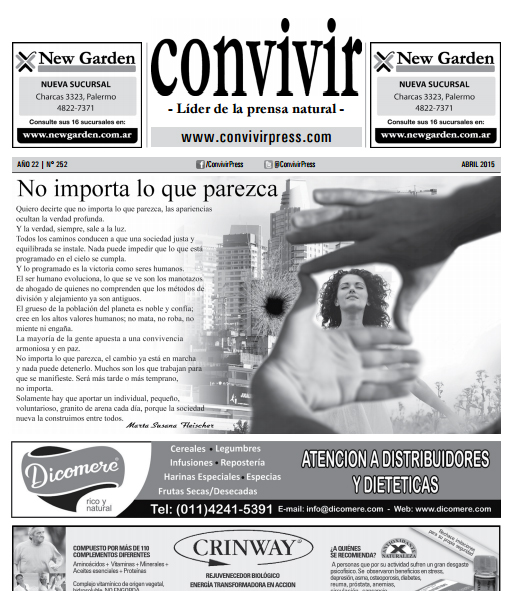 New Garden
NUEVA SUCURSAL
Charcas 3323, Palermo
4822-7371
Consulte sus 16 sucursales en:
www.newgarden.com.ar
convivir
- Líder de la prensa natural -
www.convivirpress.com
New Garden
NUEVA SUCURSAL
Charcas 3323, Palermo
4822-7371
Consulte sus 16 sucursales en:
www.newgarden.com.ar
AÑO 22 | Nº 252
/ConvivirPress
@ConvivirPress
ABRIL 2015
No importa lo que parezca
Quiero decirte que no importa lo que parezca, las apariencias
ocultan la verdad profunda.
Y la verdad, siempre, sale a la luz.
Todos los caminos conducen a que una sociedad justa y
equilibrada se instale. Nada puede impedir que lo que está
programado en el cielo se cumpla.
Y lo programado es la victoria como seres humanos.
El ser humano evoluciona, lo que se ve son los manotazos
de ahogado de quienes no comprenden que los métodos de
división y alejamiento ya son antiguos.
El grueso de la población del planeta es noble y confía;
cree en los altos valores humanos; no mata, no roba, no
miente ni engaña.
La mayoría de la gente apuesta a una convivencia
armoniosa y en paz.
No importa lo que parezca, el cambio ya está en marcha
y nada puede detenerlo. Muchos son los que trabajan para
que se manifieste. Será más tarde o más temprano,
no importa.
Solamente hay que aportar un individual, pequeño,
voluntario, granito de arena cada día, porque la sociedad
nueva la construimos entre todos.
Marta Susana Fleischer
Dicomere
rico y
natural
Cereales • Legumbres
Infusiones • Repostería
Harinas Especiales • Especias
Frutas Secas/Desecadas
ATENCION A DISTRIBUIDORES
Y DIETETICAS
Tel: (011)4241-5391 E-mail: info@dicomere.com - Web: www.dicomere.com
COMPUESTO POR MÁS DE 110
COMPLEMENTOS DIFERENTES
Aminoácidos + Vitaminas + Minerales +
Aceites esenciales + Proteínas
Complejo vitamínico de origen vegetal,
CRINWAY
REJUVENECEDOR BIOLÓGICO
ENERGÍA TRANSFORMADORA EN ACCION
¿A QUIÉNES
SE RECOMIENDA?
NATURALEZA
Rechace imitaciones
para su propia seguridad
A personas que por su actividad sufren un gran desgaste
psicofísico. Se observaron beneficios en stress,
depresión, asma, osteoporosis, diabetes,
reuma, próstata, anemias,